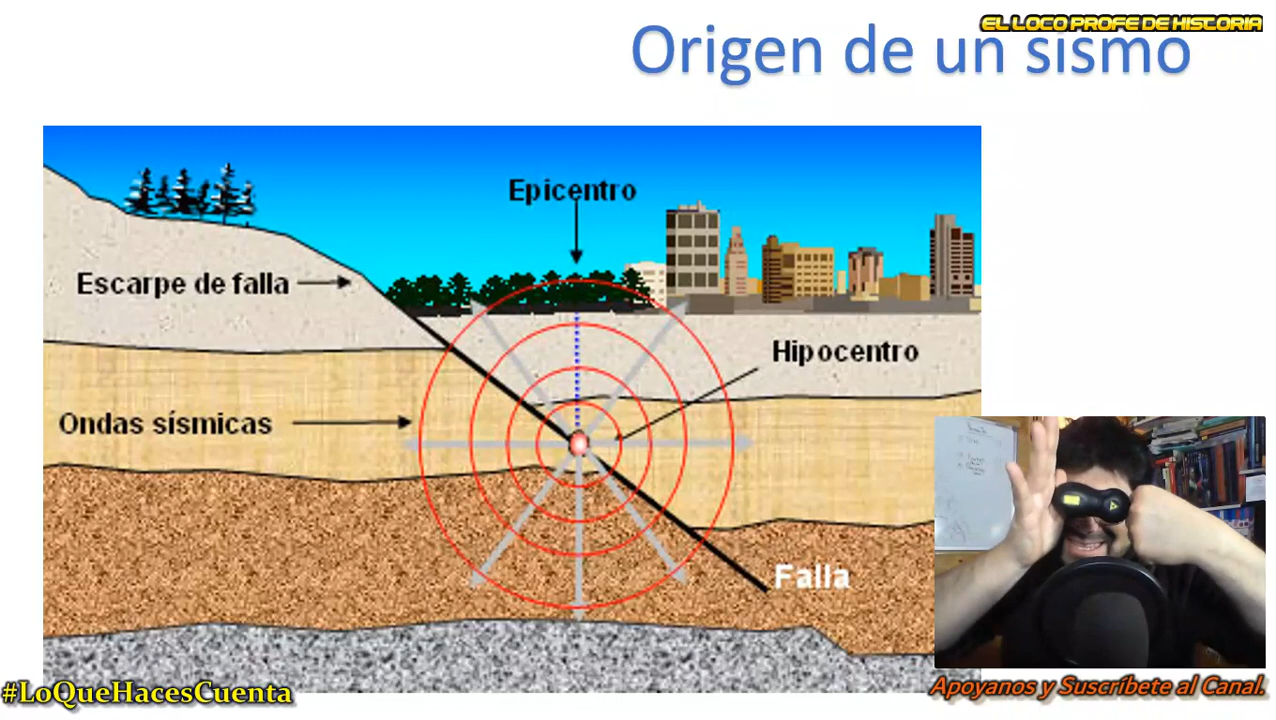 EL LOCO PROFE DE HISTORIA
Origen de un sismo
Epicentro
Escarpe de falla
Hipocentro
Ondas sísmicas
Falla
#LoQueHacesCuenta
Apoyanos y Suscríbete al Canal.